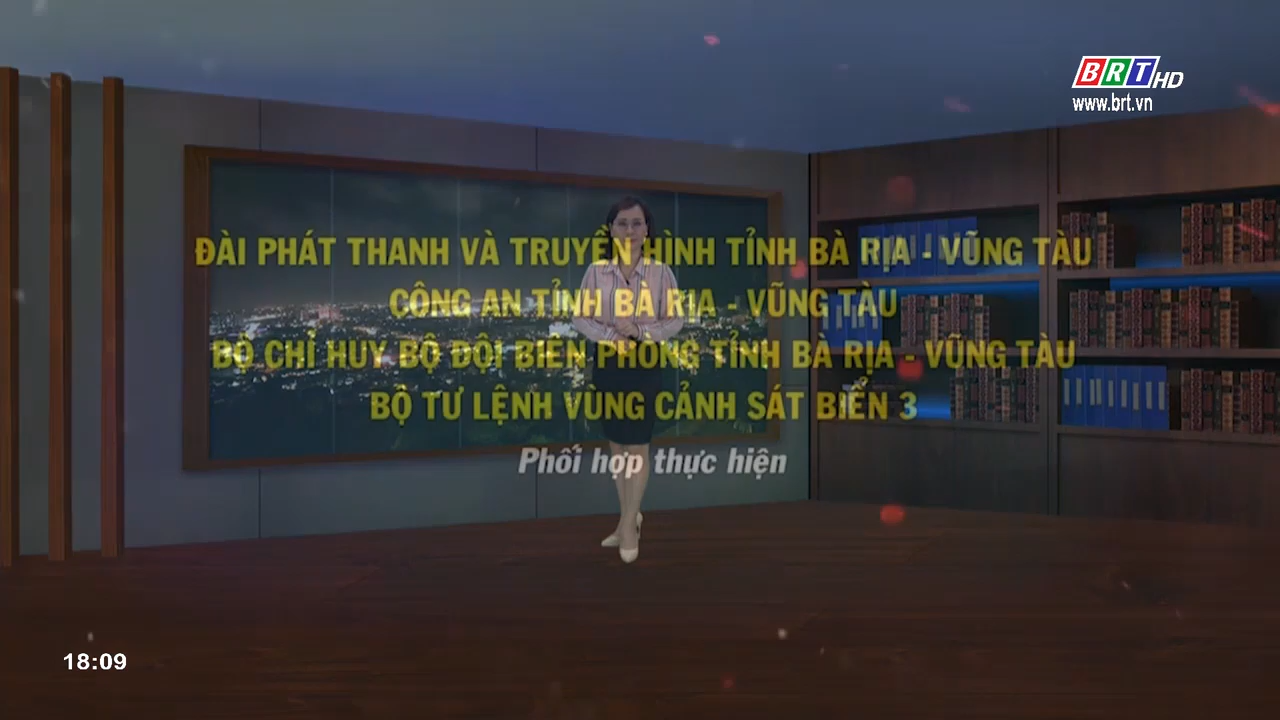 BRT HD
www.brt.vn
ĐÀI PHÁT THANH VÀ TRUYỀN HÌNH TỈNH BÀ RỊA - VŨNG TÀU
CÔNG AN TỈNH BÀ RỊA - VŨNG TÀU
BỘ CHỈ HUY BỘ ĐỘI BIÊN PHÒNG TỈNH BÀ RỊA - VŨNG TÀU
BỘ TƯ LỆNH VÙNG CẢNH SÁT BIỂN 3
Phối hợp thực hiện
18:09